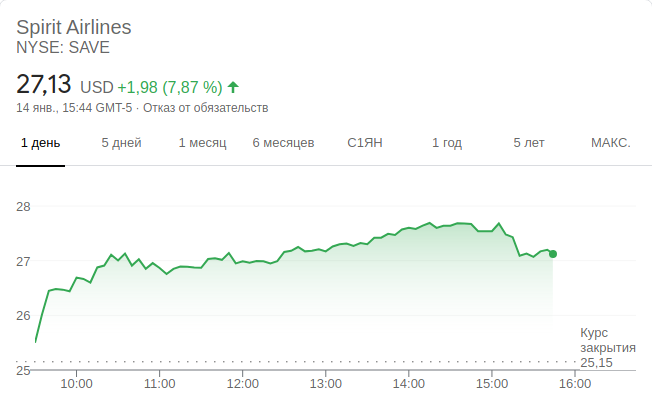 Spirit Airlines
NYSE: SAVE
27,13 USD +1,98 (7,87 %)
14 янв., 15:44 GMT-5 · Отказ от обязательств
1 день 5 дней 1 месяц 6 месяцев С1ЯН 1 год 5 лет МАКС.
28
27
26
25
Курс
закрытия
25,15
10:00 11:00 12:00 13:00 14:00 15:00 16:00